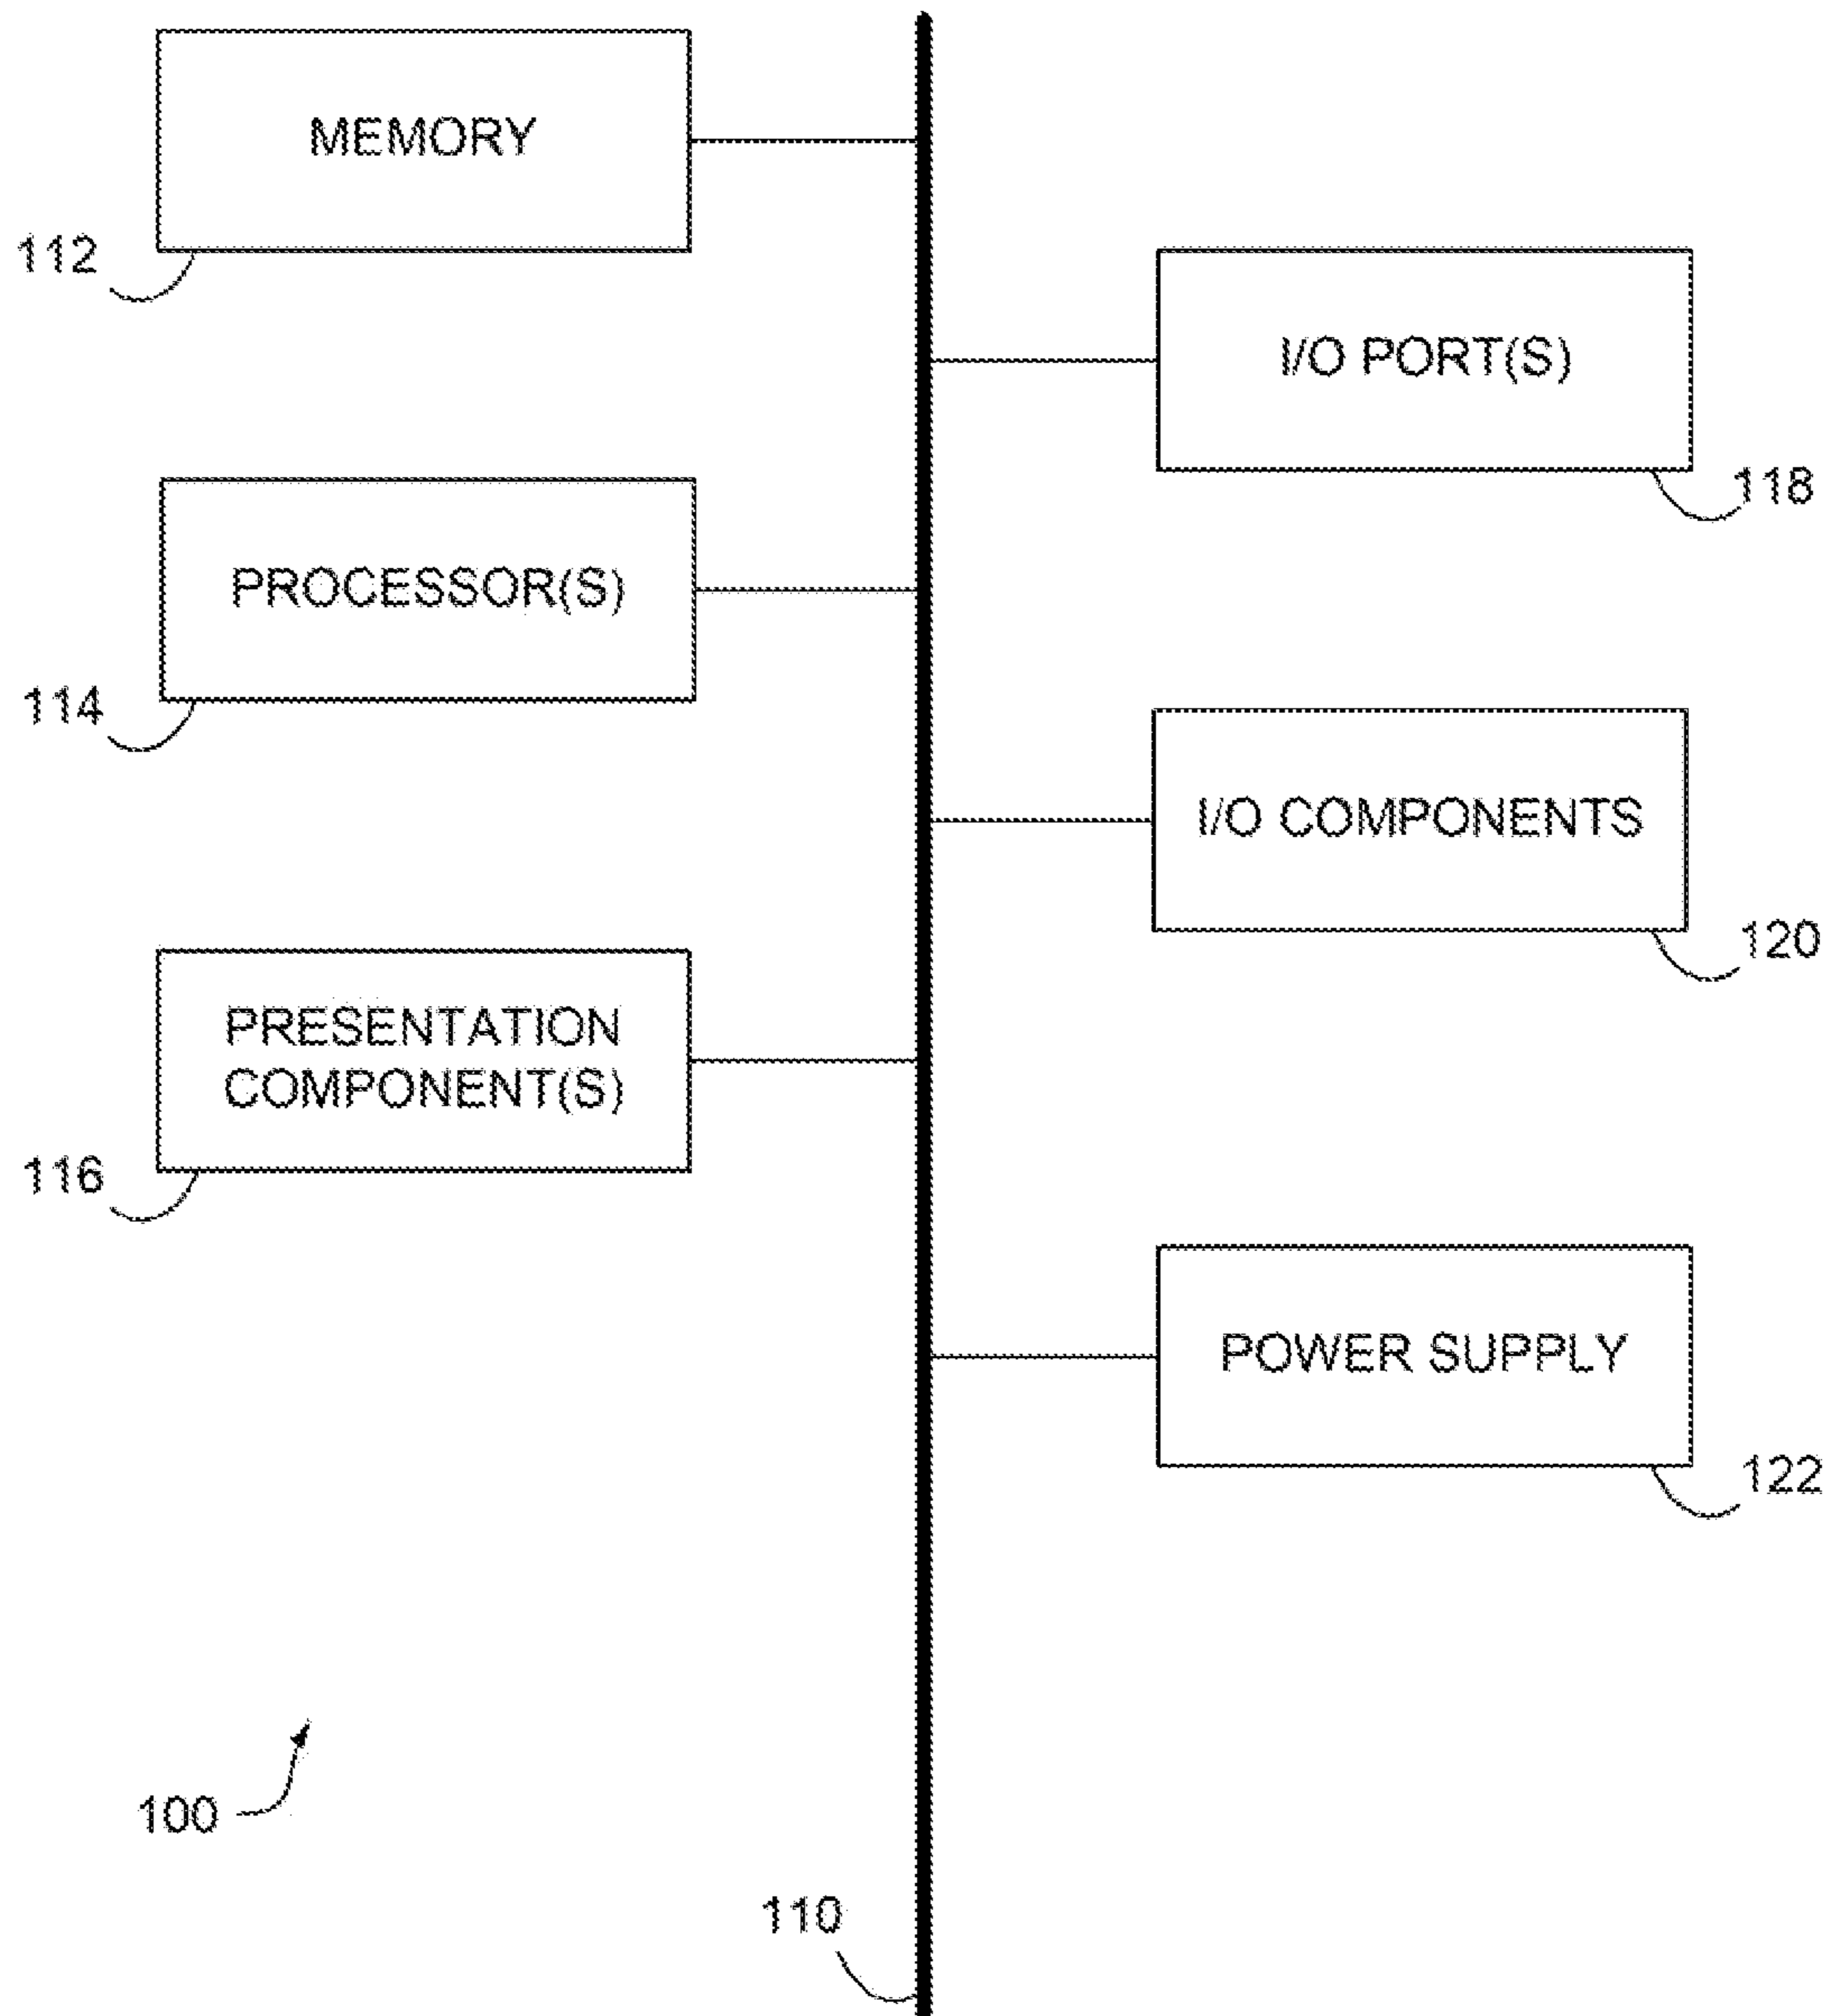 MEMORY
112
I/O PORT(S)
118
PROCESSOR(S)
114
I/O COMPONENTS
120
PRESENTATION
COMPONENT(S)
116
POWER SUPPLY
122
100
110